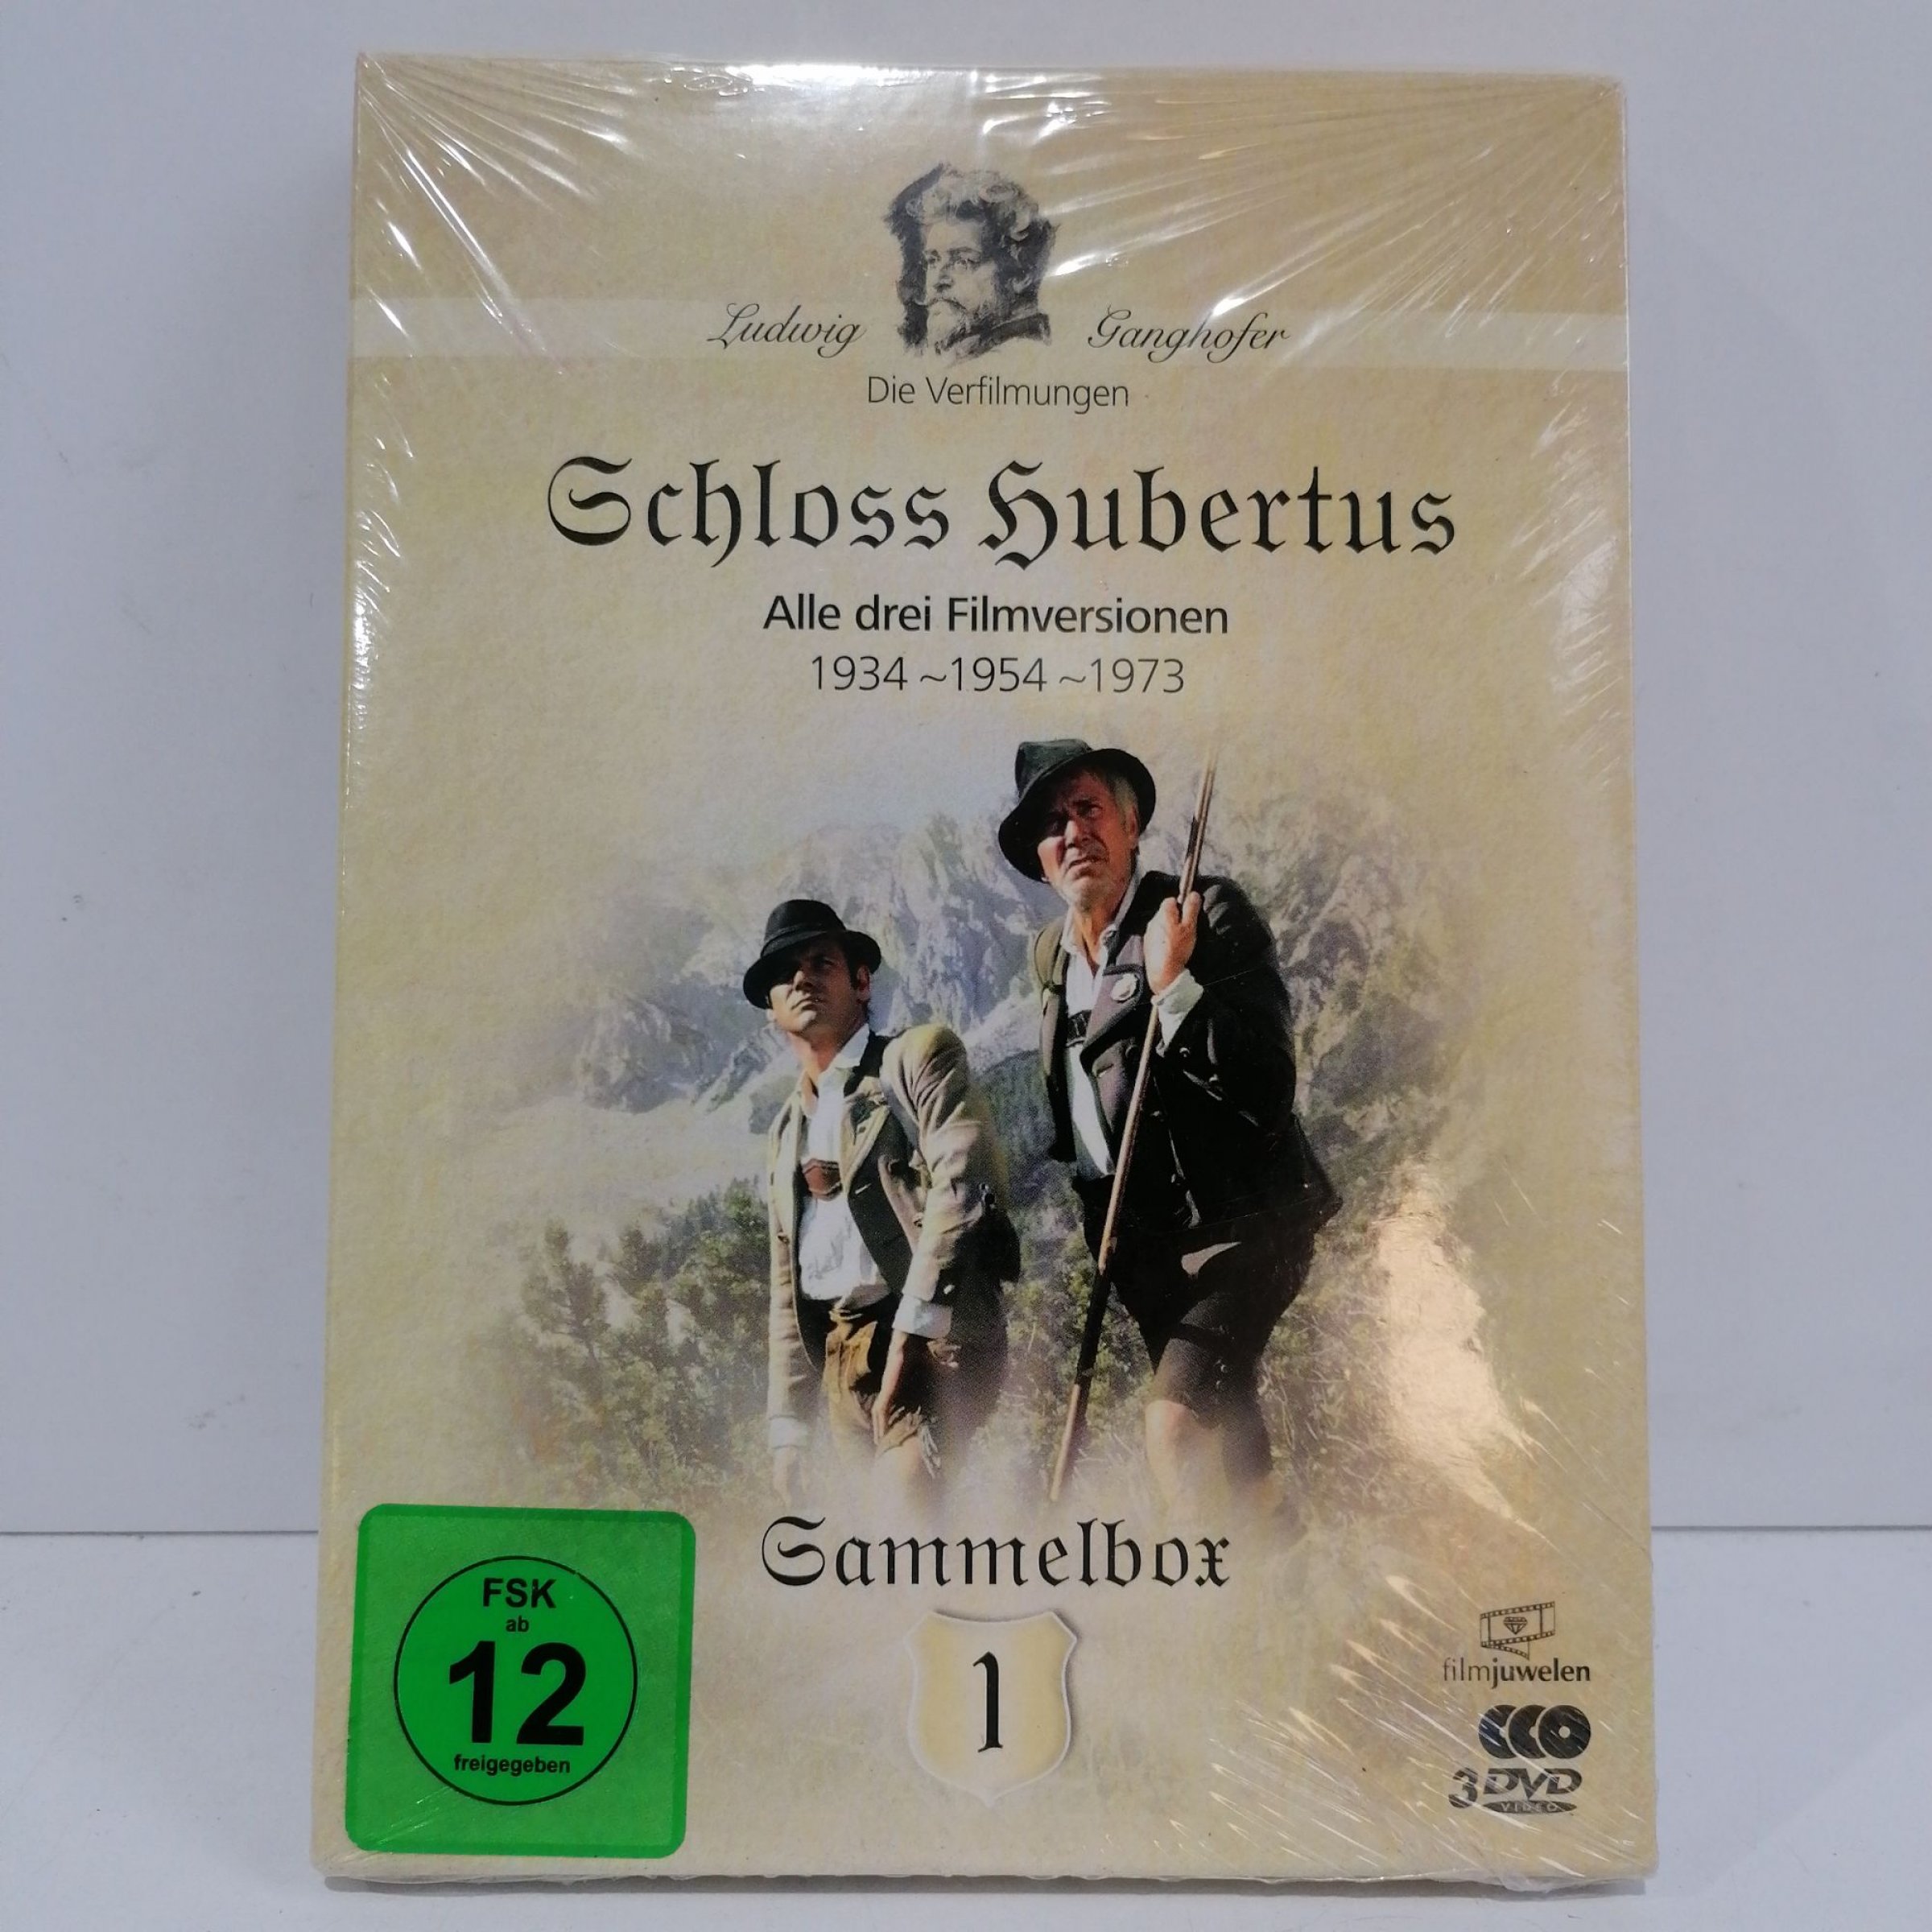 Ludwig Ganghofer
Die Verfilmungen
Schloss Hubertus
Alle drei Filmversionen
1934 ~ 1954 ~ 1973
Sammelbox
1
FSK
ab
12
freigegeben
filmjuwelen
3 DVD
VIDEO